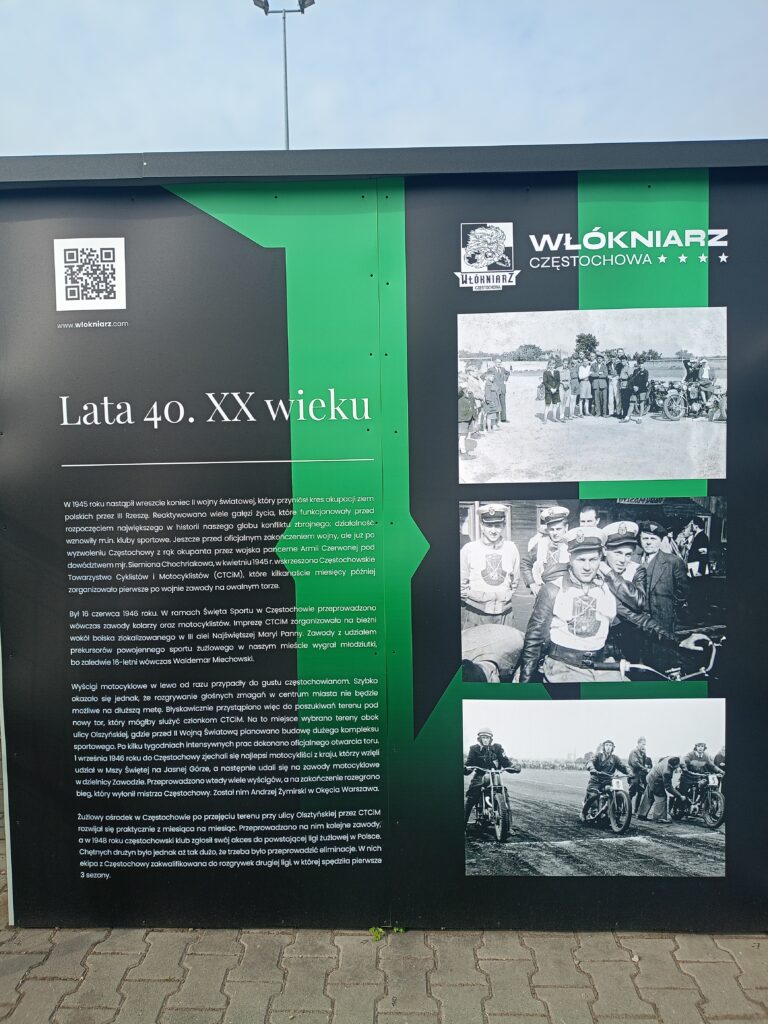 www.wlokniarz.com
Lata 40. XX wieku
W 1945 roku nastąpił wreszcie koniec II wojny światowej, który przyniósł kres okupacji ziem
polskich przez III Rzeszę. Reaktywowano wiele gałęzi życia, które funkcjonowały przed
rozpoczęciem największego w historii naszego globu konfliktu zbrojnego; działalność
wznowiły m.in. kluby sportowe. Jeszcze przed oficjalnym zakończeniem wojny, ale już po
wyzwoleniu Częstochowy z rąk okupanta przez wojska pancerne Armii Czerwonej pod
dowództwem mjr. Siemiona Chochriakowa, w kwietniu 1945 r. wskrzeszono Częstochowskie
Towarzystwo Cyklistów i Motocyklistów (CTCiM), które kilkanaście miesięcy później
zorganizowało pierwsze po wojnie zawody na owalnym torze.
Był 16 czerwca 1946 roku. W ramach Święta Sportu w Częstochowie przeprowadzono
wówczas zawody kolarzy oraz motocyklistów. Imprezę CTCiM zorganizowało na bieżni
wokół boiska zlokalizowanego w III alei Najświętszej Maryi Panny. Zawody z udziałem
prekursorów powojennego sportu żużlowego w naszym mieście wygrał młodziutki,
bo zaledwie 16-letni wówczas Waldemar Miechowski.
Wyścigi motocyklowe w lewo od razu przypadły do gustu częstochowianom. Szybko
okazało się jednak, że rozgrywanie głośnych zmagań w centrum miasta nie będzie
możliwe na dłuższą metę. Błyskawicznie przystąpiono więc do poszukiwań terenu pod
nowy tor, który mógłby służyć członkom CTCiM. Na to miejsce wybrano tereny obok
ulicy Olsztyńskiej, gdzie przed II Wojną Światową planowano budowę dużego kompleksu
sportowego. Po kilku tygodniach intensywnych prac dokonano oficjalnego otwarcia toru.
1 września 1946 roku do Częstochowy zjechali się najlepsi motocykliści z kraju, którzy wzięli
udział w Mszy Świętej na Jasnej Górze, a następnie udali się na zawody motocyklowe
w dzielnicy Zawodzie. Przeprowadzono wtedy wiele wyścigów, a na zakończenie rozegrano
bieg, który wyłonił mistrza Częstochowy. Został nim Andrzej Żymirski w Okęcia Warszawa.
Żużlowy ośrodek w Częstochowie po przejęciu terenu przy ulicy Olsztyńskiej przez CTCiM
rozwijał się praktycznie z miesiąca na miesiąc. Przeprowadzano na nim kolejne zawody,
a w 1948 roku częstochowski klub zgłosił swój akces do powstającej ligi żużlowej w Polsce.
Chętnych drużyn było jednak aż tak dużo, że trzeba było przeprowadzić eliminacje. W nich
ekipa z Częstochowy zakwalifikowana do rozgrywek drugiej ligi, w której spędziła pierwsze
3 sezony.
WŁÓKNIARZ
CZĘSTOCHOWA
WŁÓKNIARZ
CZĘSTOCHOWA ★ ★ ★ ★